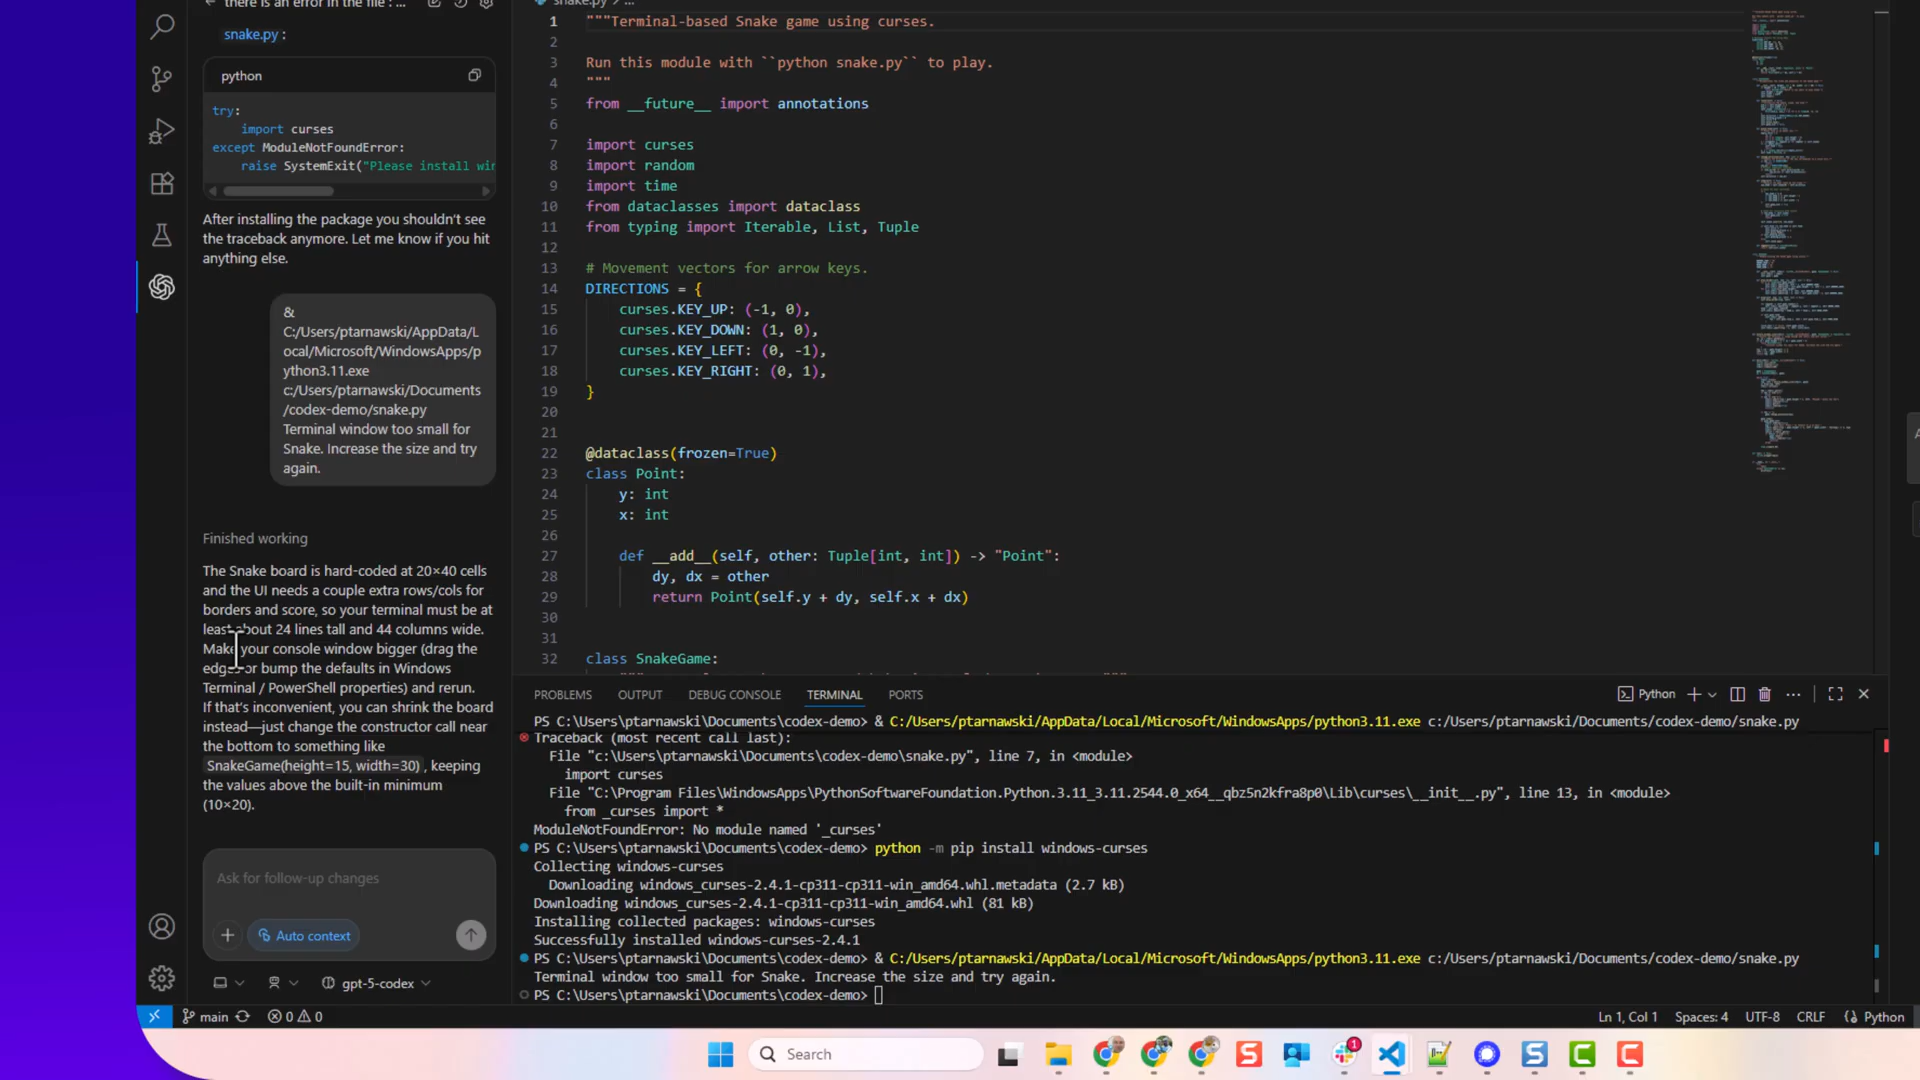 there is an error in the file : ...
snake.py :
python
try:
import curses
except ModuleNotFoundError:
raise SystemExit("Please install wir
After installing the package you shouldn't see
the traceback anymore. Let me know if you hit
anything else.
&
C:/Users/ptarnawski/AppData/L
ocal/Microsoft/WindowsApps/p
ython3.11.exe
c:/Users/ptarnawski/Documents
/codex-demo/snake.py
Terminal window too small for
Snake. Increase the size and try
again.
Finished working
The Snake board is hard-coded at 20×40 cells
and the UI needs a couple extra rows/cols for
borders and score, so your terminal must be at
least about 24 lines tall and 44 columns wide.
Make your console window bigger (drag the
edges or bump the defaults in Windows
Terminal / PowerShell properties) and rerun.
If that's inconvenient, you can shrink the board
instead—just change the constructor call near
the bottom to something like
SnakeGame(height=15, width=30) , keeping
the values above the built-in minimum
(10×20).
Ask for follow-up changes
Auto context
gpt-5-codex
snake.py > ...
1 """Terminal-based Snake game using curses.
2
3 Run this module with ``python snake.py`` to play.
4 """
5 from __future__ import annotations
6
7 import curses
8 import random
9 import time
10 from dataclasses import dataclass
11 from typing import Iterable, List, Tuple
12
13 # Movement vectors for arrow keys.
14 DIRECTIONS = {
15 curses.KEY_UP: (-1, 0),
16 curses.KEY_DOWN: (1, 0),
17 curses.KEY_LEFT: (0, -1),
18 curses.KEY_RIGHT: (0, 1),
19 }
20
21
22 @dataclass(frozen=True)
23 class Point:
24 y: int
25 x: int
26
27 def __add__(self, other: Tuple[int, int]) -> "Point":
28 dy, dx = other
29 return Point(self.y + dy, self.x + dx)
30
31
32 class SnakeGame:
PROBLEMS OUTPUT DEBUG CONSOLE TERMINAL PORTS
Python
PS C:\Users\ptarnawski\Documents\codex-demo> & C:/Users/ptarnawski/AppData/Local/Microsoft/WindowsApps/python3.11.exe c:/Users/ptarnawski/Documents/codex-demo/snake.py
Traceback (most recent call last):
File "c:\Users\ptarnawski\Documents\codex-demo\snake.py", line 7, in <module>
import curses
File "C:\Program Files\WindowsApps\PythonSoftwareFoundation.Python.3.11_3.11.2544.0_x64__qbz5n2kfra8p0\Lib\curses\__init__.py", line 13, in <module>
from _curses import *
ModuleNotFoundError: No module named '_curses'
PS C:\Users\ptarnawski\Documents\codex-demo> python -m pip install windows-curses
Collecting windows-curses
Downloading windows_curses-2.4.1-cp311-cp311-win_amd64.whl.metadata (2.7 kB)
Downloading windows_curses-2.4.1-cp311-cp311-win_amd64.whl (81 kB)
Installing collected packages: windows-curses
Successfully installed windows-curses-2.4.1
PS C:\Users\ptarnawski\Documents\codex-demo> & C:/Users/ptarnawski/AppData/Local/Microsoft/WindowsApps/python3.11.exe c:/Users/ptarnawski/Documents/codex-demo/snake.py
Terminal window too small for Snake. Increase the size and try again.
PS C:\Users\ptarnawski\Documents\codex-demo>
main 0 0
Ln 1, Col 1 Spaces: 4 UTF-8 CRLF Python
Search